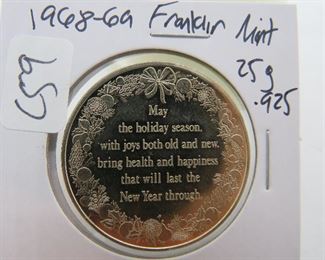 1968-69 Franklin Mint
25g
.925
May
the holiday season,
with joys both old and new,
bring health and happiness
that will last the
New Year through.